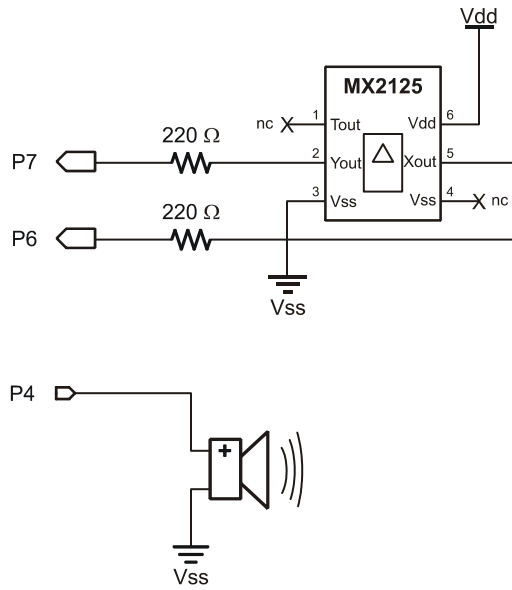 Vdd
MX2125
nc 1 Tout Vdd 6
220 Ω
P7 2 Yout Xout 5
3 Vss Vss 4 nc
220 Ω
P6
Vss
P4
+
Vss